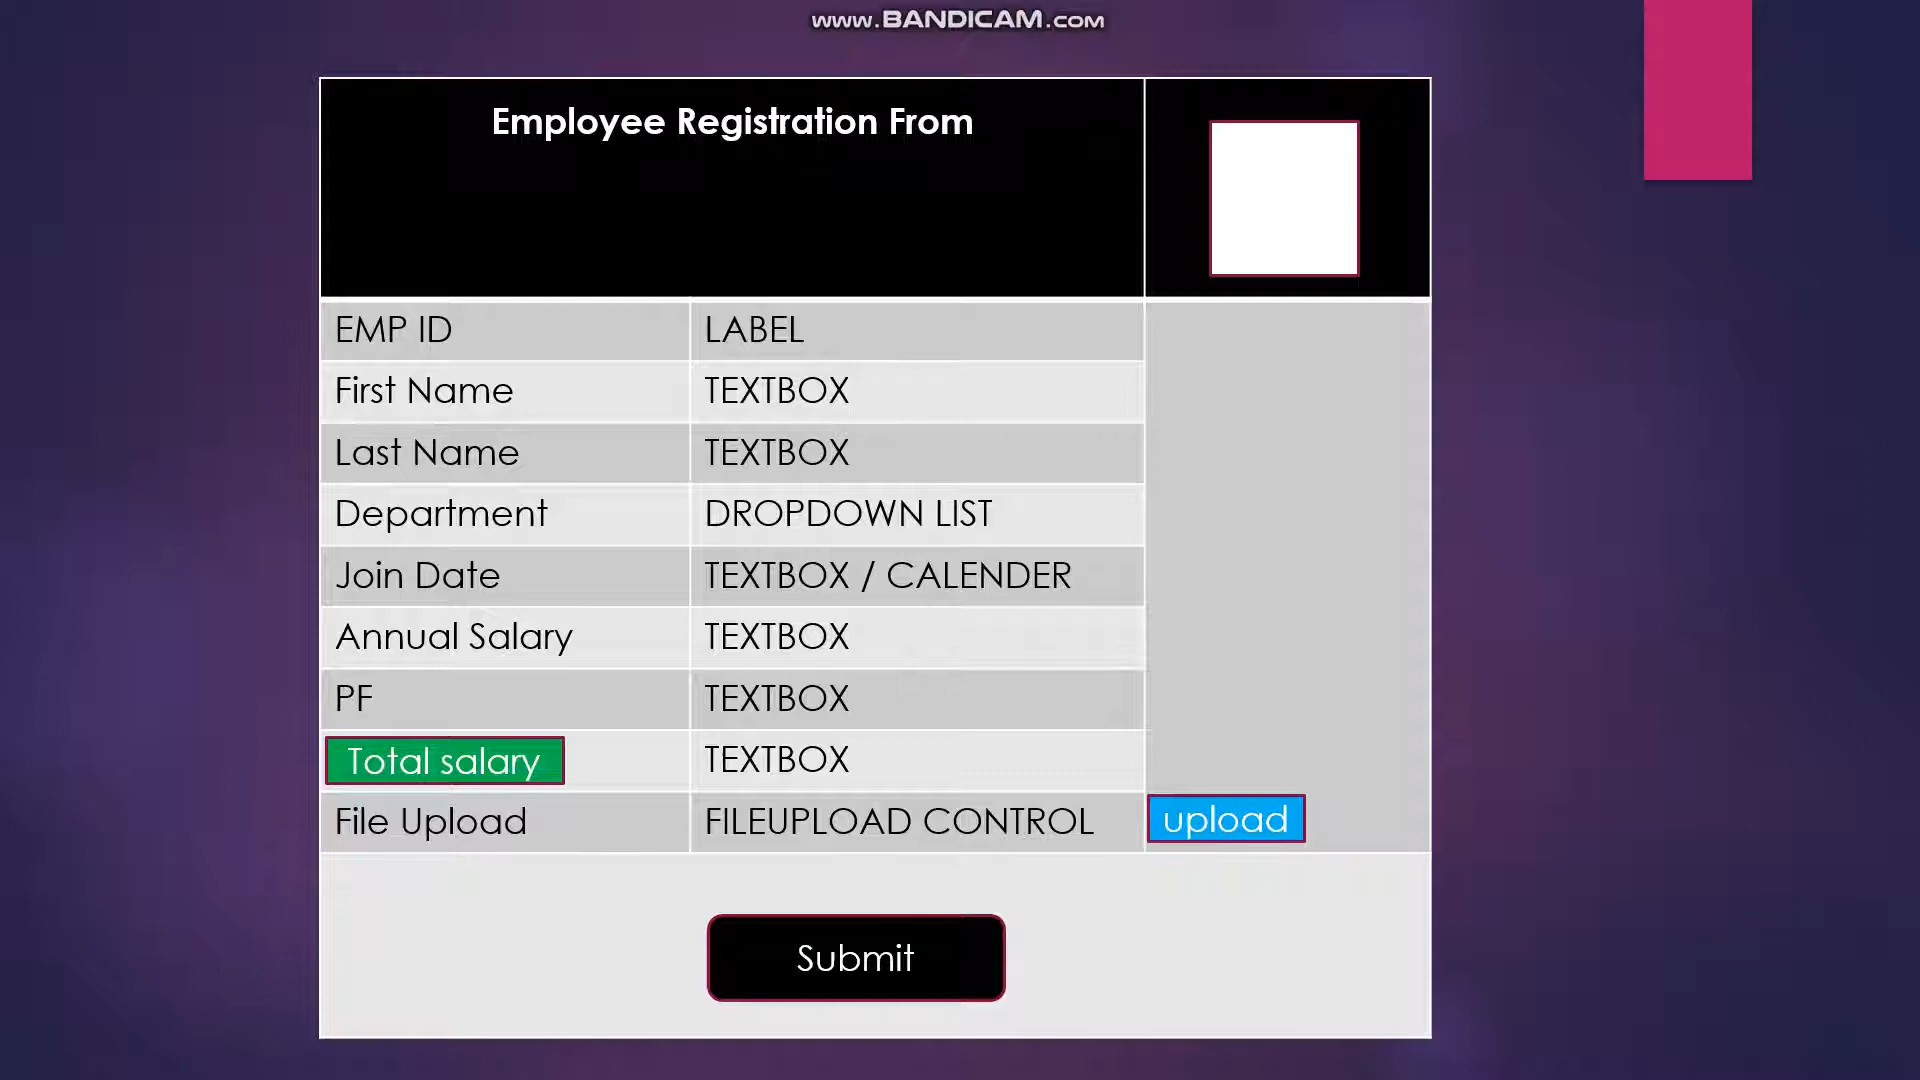 www.BANDICAM.com
Employee Registration From
EMP ID LABEL
First Name TEXTBOX
Last Name TEXTBOX
Department DROPDOWN LIST
Join Date TEXTBOX / CALENDER
Annual Salary TEXTBOX
PF TEXTBOX
Total salary TEXTBOX
File Upload FILEUPLOAD CONTROL upload
Submit